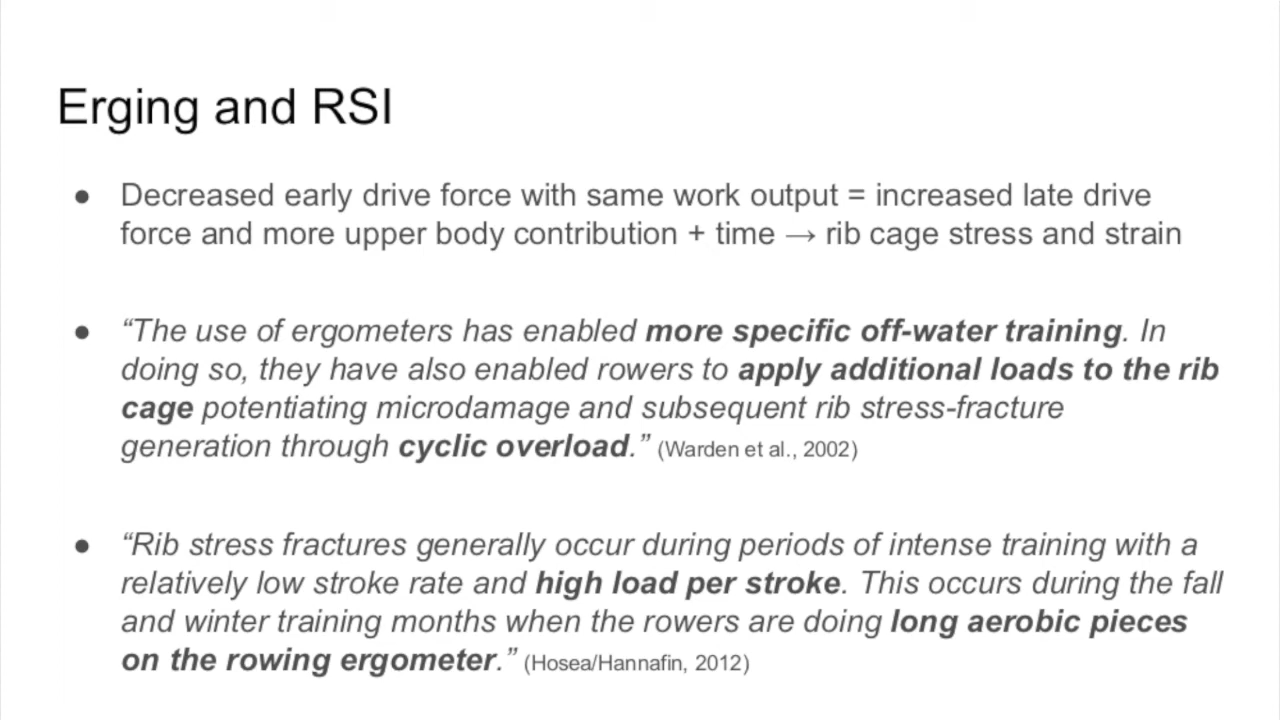 Erging and RSI
● Decreased early drive force with same work output = increased late drive
force and more upper body contribution + time → rib cage stress and strain
● “The use of ergometers has enabled more specific off-water training. In
doing so, they have also enabled rowers to apply additional loads to the rib
cage potentiating microdamage and subsequent rib stress-fracture
generation through cyclic overload.” (Warden et al., 2002)
● “Rib stress fractures generally occur during periods of intense training with a
relatively low stroke rate and high load per stroke. This occurs during the fall
and winter training months when the rowers are doing long aerobic pieces
on the rowing ergometer.” (Hosea/Hannafin, 2012)